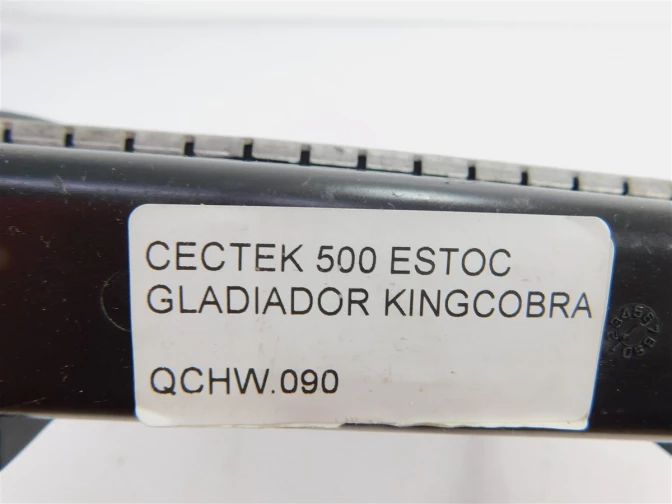 CECTEK 500 ESTOC
GLADIADOR KINGCOBRA
QCHW.090